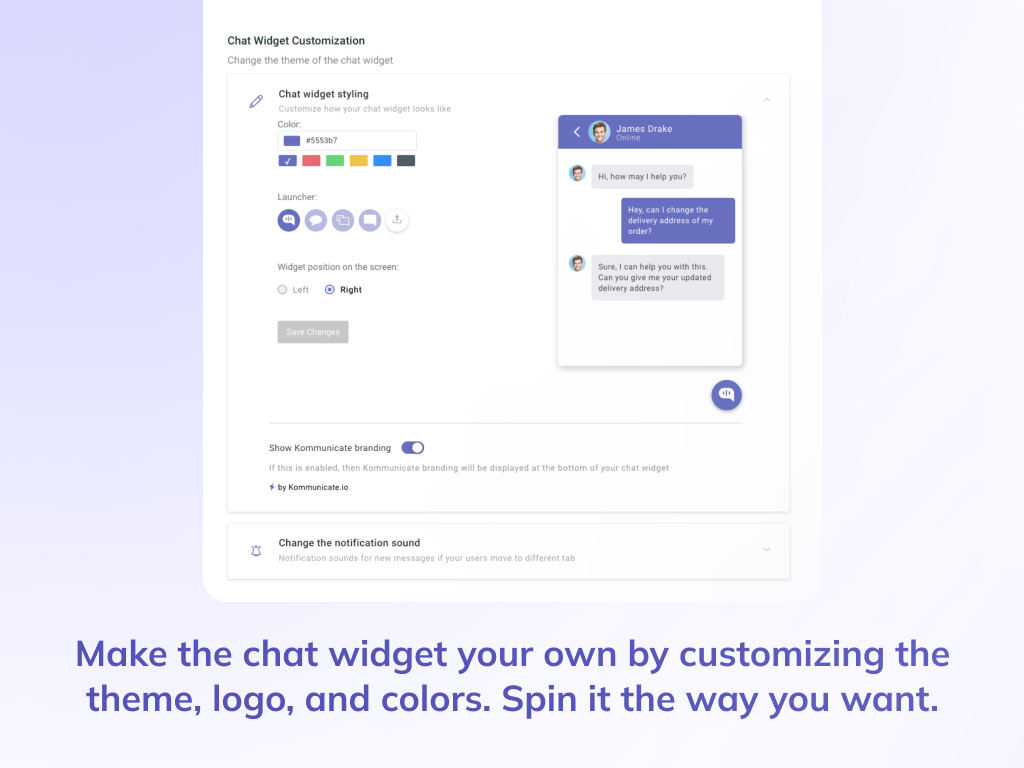 Chat Widget Customization
Change the theme of the chat widget
Chat widget styling
Customize how your chat widget looks like
Color:
#5553b7
Launcher:
Widget position on the screen:
Left
Right
Save Changes
James Drake
Online
Hi, how may I help you?
Hey, can I change the
delivery address of my
order?
Sure, I can help you with this.
Can you give me your updated
delivery address?
Show Kommunicate branding
If this is enabled, then Kommunicate branding will be displayed at the bottom of your chat widget
by Kommunicate.io
Change the notification sound
Notification sounds for new messages if your users move to different tab
Make the chat widget your own by customizing the
theme, logo, and colors. Spin it the way you want.